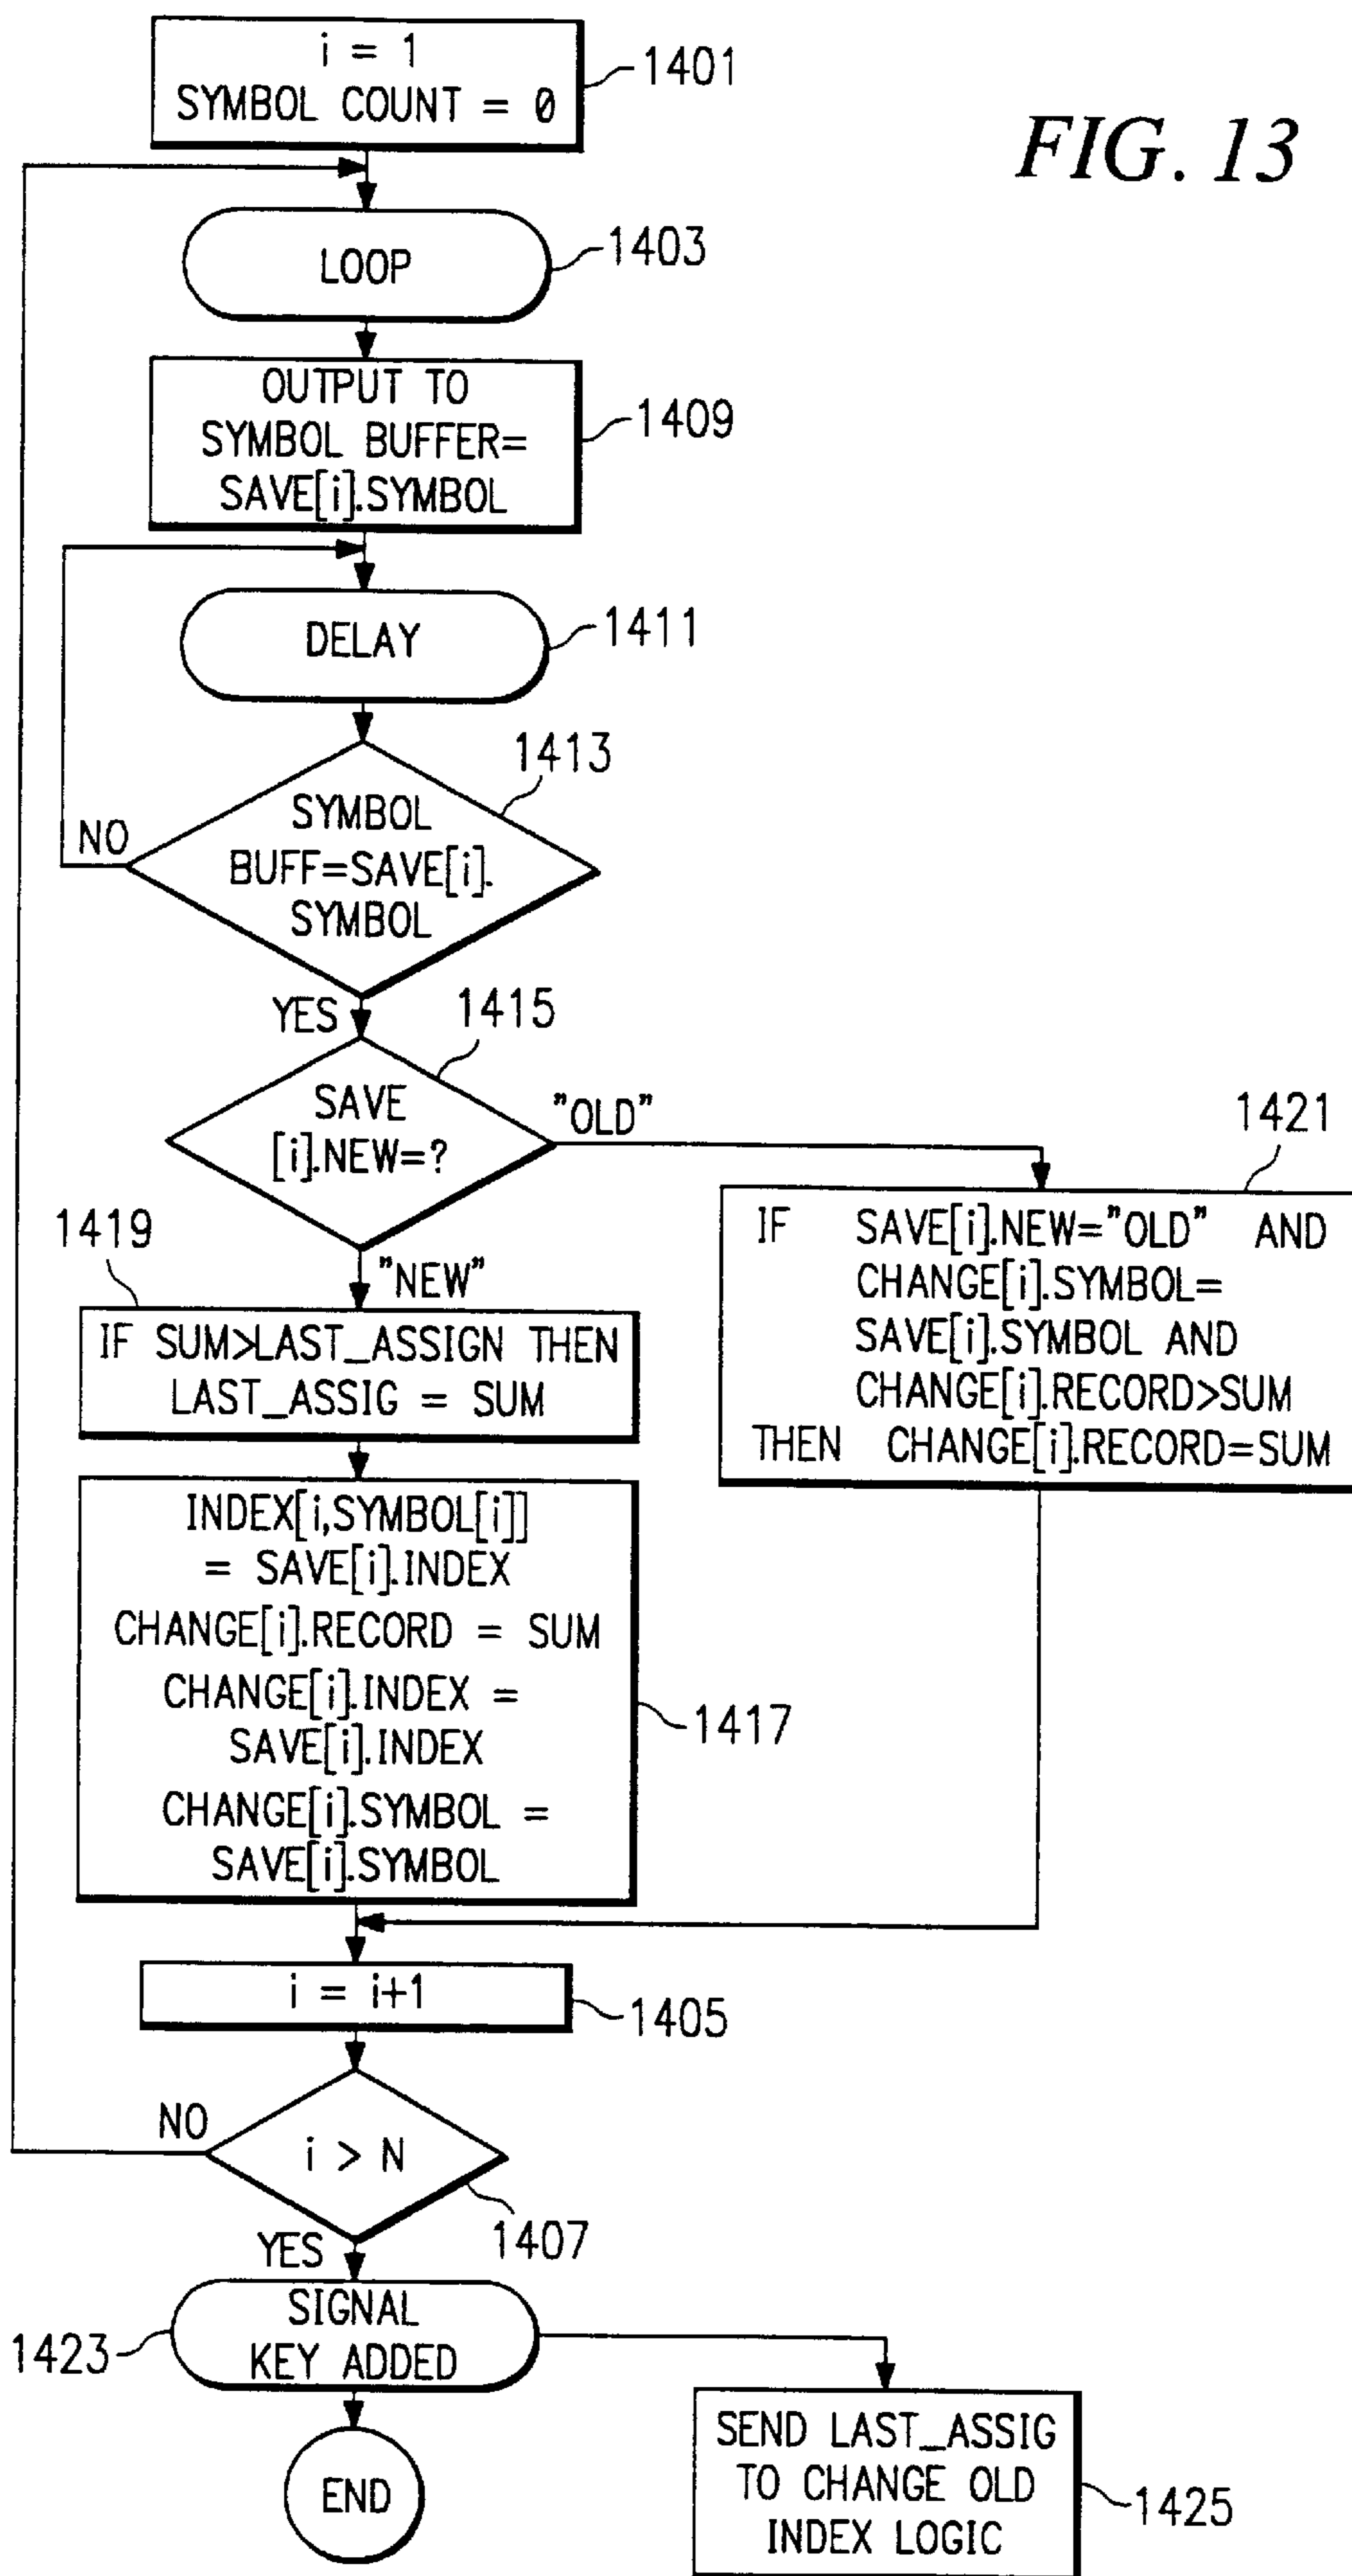 i = 1
SYMBOL COUNT = 0
1401
FIG. 13
LOOP
1403
OUTPUT TO
SYMBOL BUFFER=
SAVE[i].SYMBOL
1409
DELAY
1411
1413
SYMBOL
BUFF=SAVE[i].
SYMBOL
NO
YES
1415
SAVE
[i].NEW=?
"OLD"
1421
IF SAVE[i].NEW="OLD" AND
CHANGE[i].SYMBOL=
SAVE[i].SYMBOL AND
CHANGE[i].RECORD>SUM
THEN CHANGE[i].RECORD=SUM
1419
"NEW"
IF SUM>LAST_ASSIGN THEN
LAST_ASSIG = SUM
INDEX[i,SYMBOL[i]]
= SAVE[i].INDEX
CHANGE[i].RECORD = SUM
CHANGE[i].INDEX =
SAVE[i].INDEX
CHANGE[i].SYMBOL =
SAVE[i].SYMBOL
1417
i = i+1
1405
NO
i > N
1407
YES
SIGNAL
KEY ADDED
1423
END
SEND LAST_ASSIG
TO CHANGE OLD
INDEX LOGIC
1425